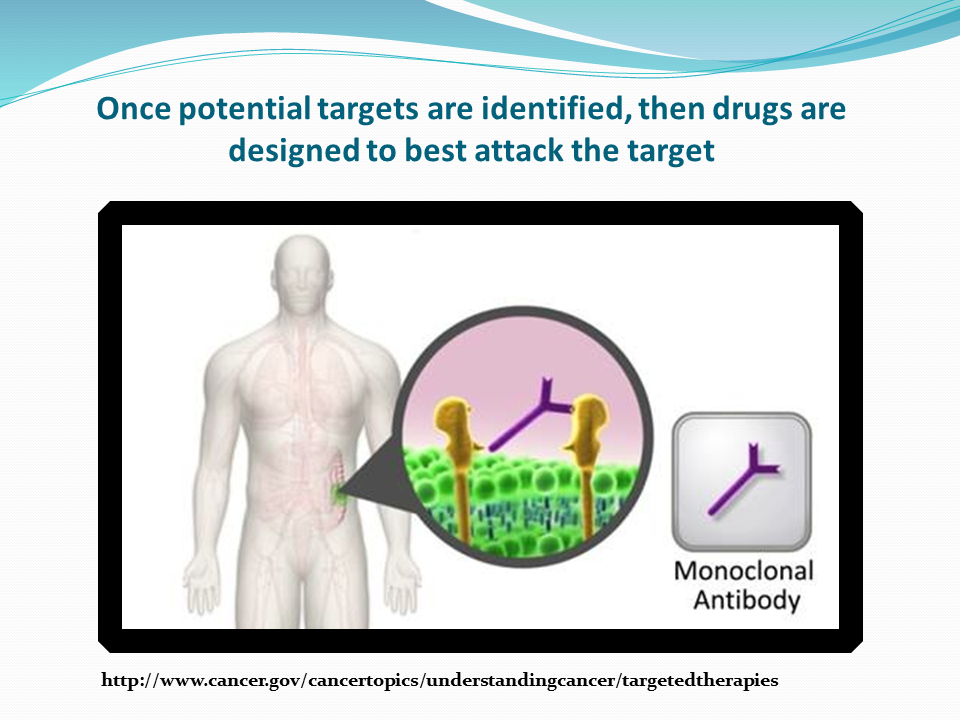 Once potential targets are identified, then drugs are
designed to best attack the target
Monoclonal
Antibody
http://www.cancer.gov/cancertopics/understandingcancer/targetedtherapies